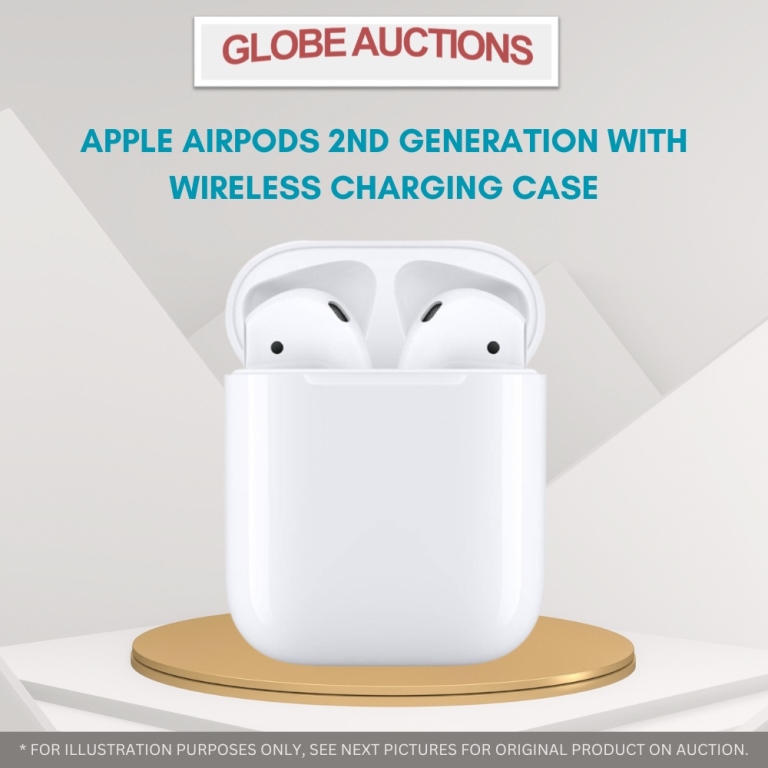 GLOBE AUCTIONS
APPLE AIRPODS 2ND GENERATION WITH
WIRELESS CHARGING CASE
* FOR ILLUSTRATION PURPOSES ONLY, SEE NEXT PICTURES FOR ORIGINAL PRODUCT ON AUCTION.